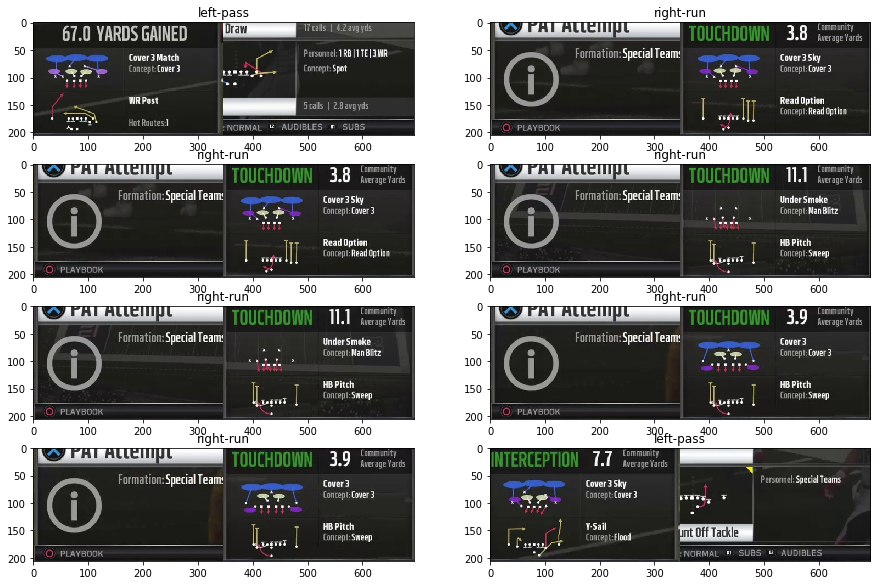 left-pass
67.0 YARDS GAINED
Cover 3 Match
Concept: Cover 3
WR Post
Hot Routes:1
Draw
17 calls | 4.2 avg yds
Personnel: 1 RB | 1 TE | 3 WR
Concept: Spot
5 calls | 2.8 avg yds
: NORMAL AUDIBLES SUBS
0
50
100
150
200
0 100 200 300 400 500 600
right-run
PAT Attempt
Formation: Special Teams
PLAYBOOK
TOUCHDOWN 3.8 Community Average Yards
Cover 3 Sky
Concept: Cover 3
Read Option
Concept: Read Option
0
50
100
150
200
0 100 200 300 400 500 600
right-run
PAT Attempt
Formation: Special Teams
PLAYBOOK
TOUCHDOWN 3.8 Community Average Yards
Cover 3 Sky
Concept: Cover 3
Read Option
Concept: Read Option
0
50
100
150
200
0 100 200 300 400 500 600
right-run
PAT Attempt
Formation: Special Teams
PLAYBOOK
TOUCHDOWN 11.1 Community Average Yards
Under Smoke
Concept: Man Blitz
HB Pitch
Concept: Sweep
0
50
100
150
200
0 100 200 300 400 500 600
right-run
PAT Attempt
Formation: Special Teams
PLAYBOOK
TOUCHDOWN 11.1 Community Average Yards
Under Smoke
Concept: Man Blitz
HB Pitch
Concept: Sweep
0
50
100
150
200
0 100 200 300 400 500 600
right-run
PAT Attempt
Formation: Special Teams
PLAYBOOK
TOUCHDOWN 3.9 Community Average Yards
Cover 3
Concept: Cover 3
HB Pitch
Concept: Sweep
0
50
100
150
200
0 100 200 300 400 500 600
right-run
PAT Attempt
Formation: Special Teams
PLAYBOOK
TOUCHDOWN 3.9 Community Average Yards
Cover 3
Concept: Cover 3
HB Pitch
Concept: Sweep
0
50
100
150
200
0 100 200 300 400 500 600
left-pass
INTERCEPTION 7.7 Community Average Yards
Cover 3 Sky
Concept: Cover 3
Y-Sail
Concept: Flood
Personnel: Special Teams
unt Off Tackle
: NORMAL SUBS AUDIBLES
0
50
100
150
200
0 100 200 300 400 500 600